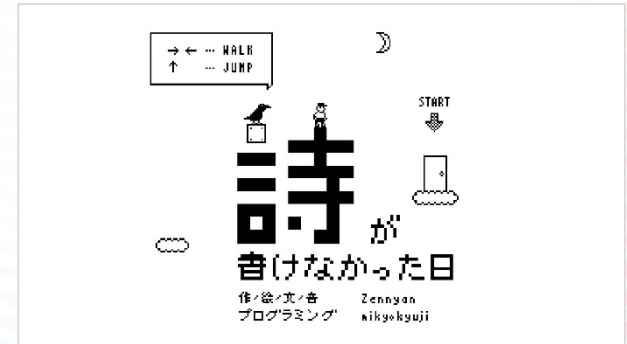 → ← … WALK
↑ … JUMP
START
詩が
書けなかった日
作/絵/文/音 Zennyan
プログラミング mikyokyuji